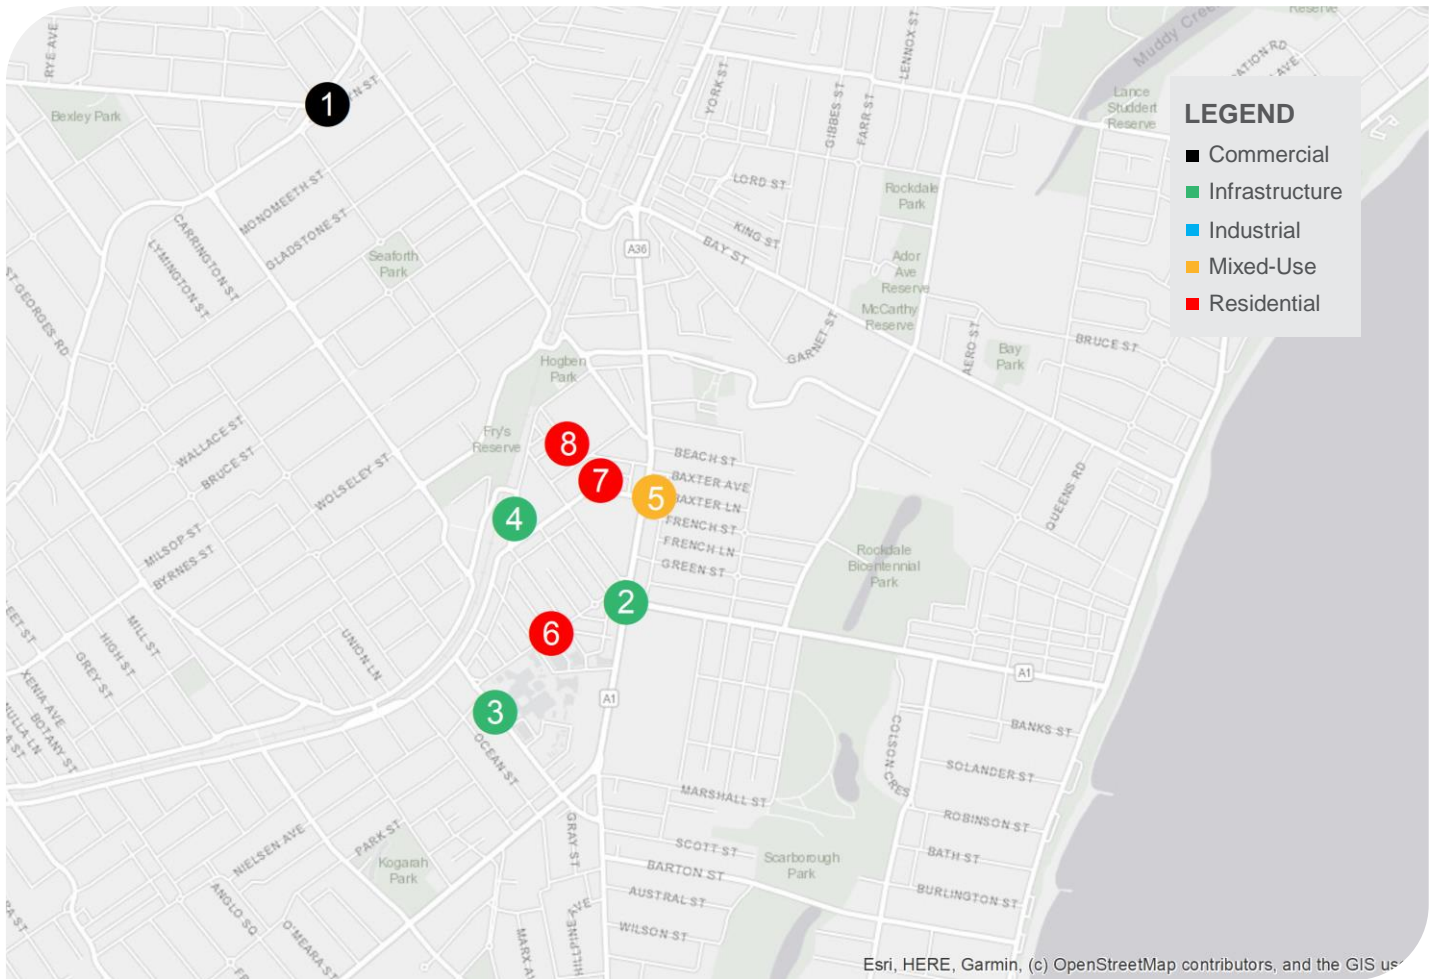 RYE AVE
Bexley Park
1
YORK ST
LENNOX ST
GIBBES ST
FARR ST
Muddy Creek
Reserve
Lance
Studdert
Reserve
AVE
LEGEND
Commercial
Infrastructure
Industrial
Mixed-Use
Residential
LORD ST
KING ST
BAY ST
A36
Rockdale
Park
Ador
Ave
Reserve
McCarthy
Reserve
GARNET ST
AERO ST
Bay
Park
BRUCE ST
MONOMEETH ST
GLADSTONE ST
CARRINGTON ST
LYMINGTON ST
ST GEORGES RD
Seaforth
Park
Hogben
Park
Fry's
Reserve
WALLACE ST
BRUCE ST
WOLSELEY ST
MILSOP ST
BYRNES ST
8
7
5
4
2
6
3
BEACH ST
BAXTER AVE
BAXTER LN
FRENCH ST
FRENCH LN
GREEN ST
QUEENS RD
Rockdale
Bicentennial
Park
UNION LN
MILL ST
HIGH ST
GREY ST
XENIA AVE
BOTANY ST
A1
A1
OCEAN ST
COLSON CRES
BANKS ST
SOLANDER ST
ROBINSON ST
BATH ST
BURLINGTON ST
MARSHALL ST
SCOTT ST
BARTON ST
AUSTRAL ST
WILSON ST
Scarborough
Park
GRAY ST
PARK ST
NIELSEN AVE
Kogarah
Park
ANGLO SQ
O'MEARA ST
MARX AV
Esri, HERE, Garmin, (c) OpenStreetMap contributors, and the GIS use